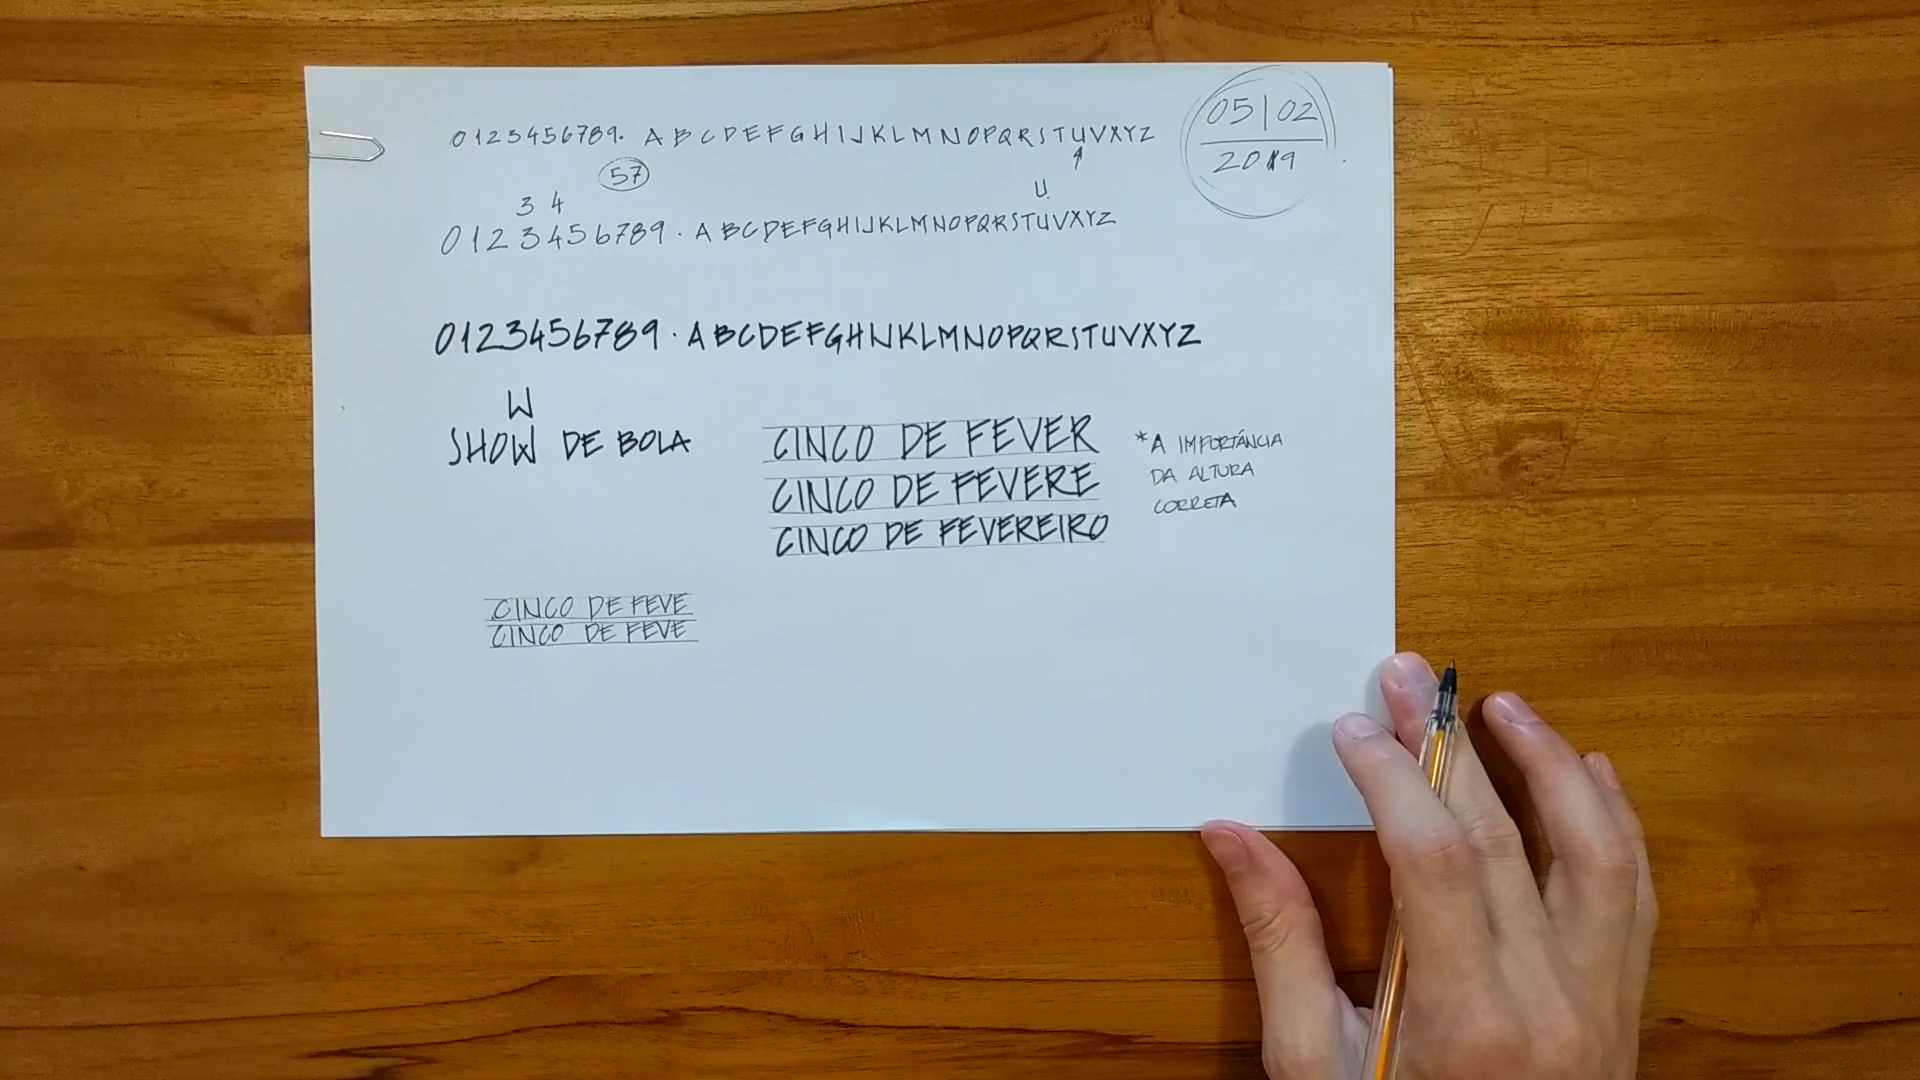 0123456789. ABCDEFGHIJKLMNOPQRSTUVXYZ
05|02
2019
57
U
3 4
0123456789 . ABCDEFGHIJKLMNOPQRSTUVXYZ
0123456789 . ABCDEFGHIJKLMNOPQRSTUVXYZ
W
SHOW DE BOLA
CINCO DE FEVER
CINCO DE FEVERE
CINCO DE FEVEREIRO
*A IMPORTÂNCIA
DA ALTURA
CORRETA
CINCO DE FEVE
CINCO DE FEVE